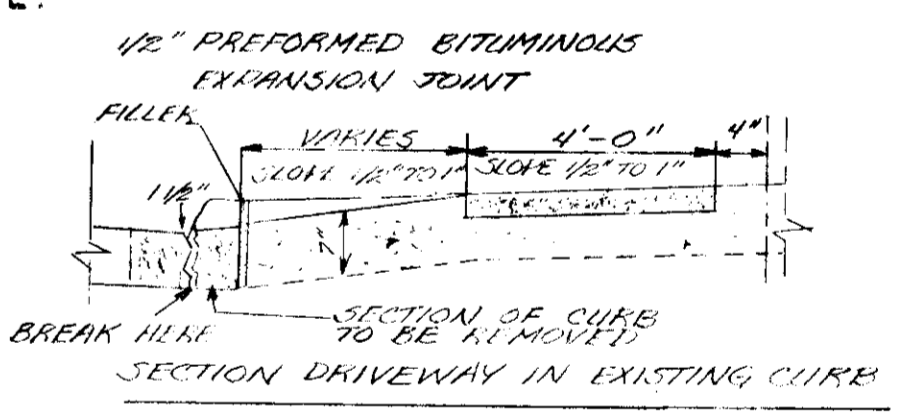 1/2" PREFORMED BITUMINOUS
EXPANSION JOINT
FILLER
VARIES
4'-0"
4"
SLOPE 1/2" TO 1"
SLOPE 1/2" TO 1"
1 1/2"
7"
SECTION OF CURB
TO BE REMOVED
BREAK HERE
SECTION DRIVEWAY IN EXISTING CURB